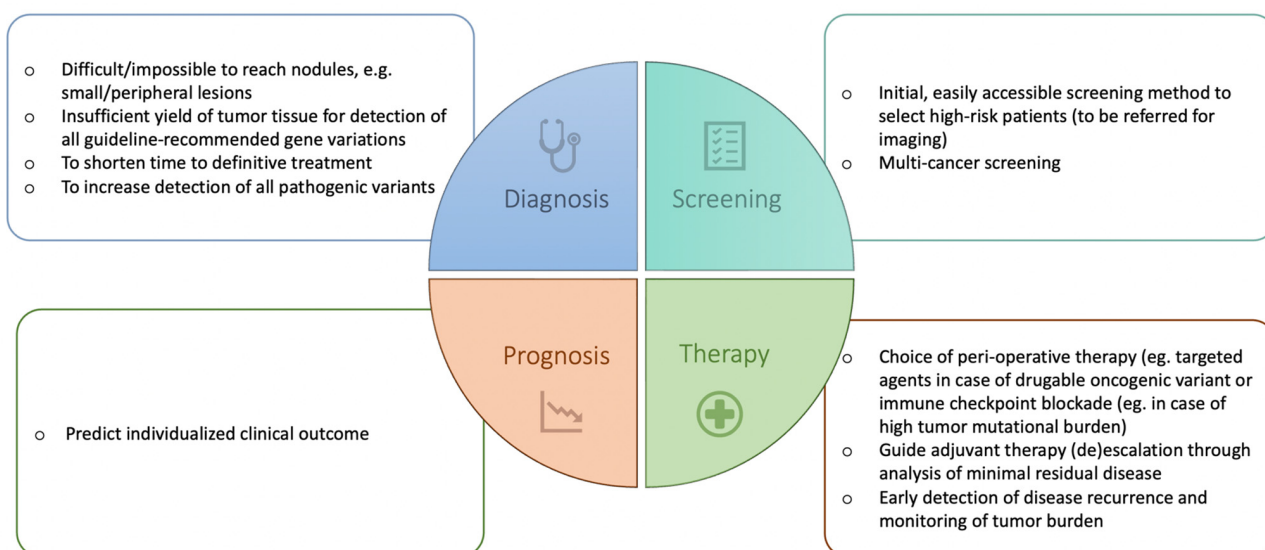 ○ Difficult/impossible to reach nodules, e.g.
small/peripheral lesions
○ Insufficient yield of tumor tissue for detection of
all guideline-recommended gene variations
○ To shorten time to definitive treatment
○ To increase detection of all pathogenic variants
Diagnosis
Screening
○ Initial, easily accessible screening method to
select high-risk patients (to be referred for
imaging)
○ Multi-cancer screening
○ Predict individualized clinical outcome
Prognosis
Therapy
○ Choice of peri-operative therapy (eg. targeted
agents in case of drugable oncogenic variant or
immune checkpoint blockade (eg. in case of
high tumor mutational burden)
○ Guide adjuvant therapy (de)escalation through
analysis of minimal residual disease
○ Early detection of disease recurrence and
monitoring of tumor burden